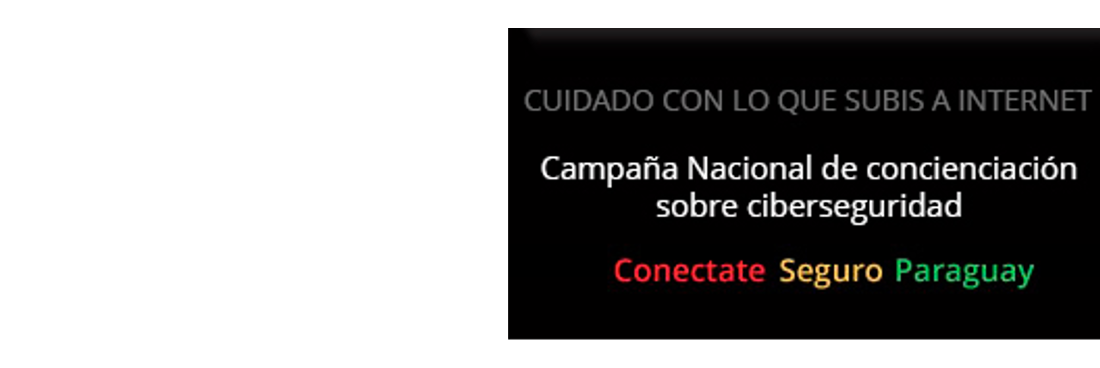 CUIDADO CON LO QUE SUBIS A INTERNET
Campaña Nacional de concienciación
sobre ciberseguridad
Conectate Seguro Paraguay